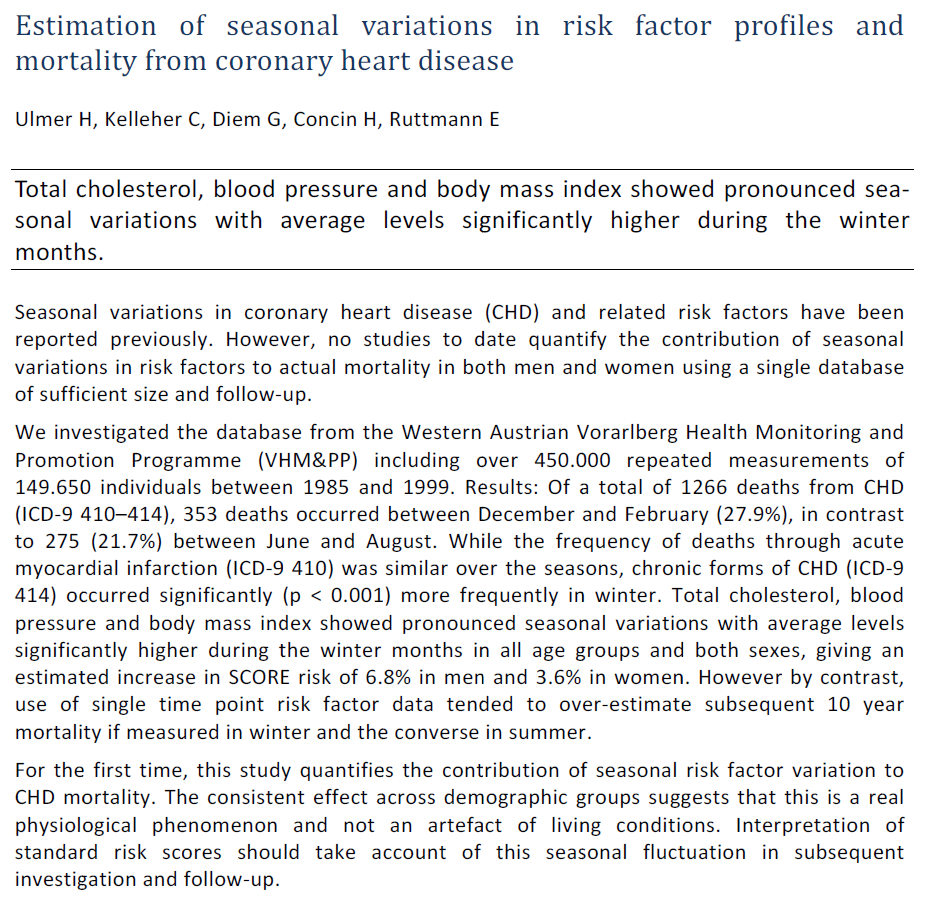 Estimation of seasonal variations in risk factor profiles and
mortality from coronary heart disease
Ulmer H, Kelleher C, Diem G, Concin H, Ruttmann E
Total cholesterol, blood pressure and body mass index showed pronounced sea-
sonal variations with average levels significantly higher during the winter
months.
Seasonal variations in coronary heart disease (CHD) and related risk factors have been
reported previously. However, no studies to date quantify the contribution of seasonal
variations in risk factors to actual mortality in both men and women using a single database
of sufficient size and follow-up.
We investigated the database from the Western Austrian Vorarlberg Health Monitoring and
Promotion Programme (VHM&PP) including over 450.000 repeated measurements of
149.650 individuals between 1985 and 1999. Results: Of a total of 1266 deaths from CHD
(ICD-9 410–414), 353 deaths occurred between December and February (27.9%), in contrast
to 275 (21.7%) between June and August. While the frequency of deaths through acute
myocardial infarction (ICD-9 410) was similar over the seasons, chronic forms of CHD (ICD-9
414) occurred significantly (p < 0.001) more frequently in winter. Total cholesterol, blood
pressure and body mass index showed pronounced seasonal variations with average levels
significantly higher during the winter months in all age groups and both sexes, giving an
estimated increase in SCORE risk of 6.8% in men and 3.6% in women. However by contrast,
use of single time point risk factor data tended to over-estimate subsequent 10 year
mortality if measured in winter and the converse in summer.
For the first time, this study quantifies the contribution of seasonal risk factor variation to
CHD mortality. The consistent effect across demographic groups suggests that this is a real
physiological phenomenon and not an artefact of living conditions. Interpretation of
standard risk scores should take account of this seasonal fluctuation in subsequent
investigation and follow-up.